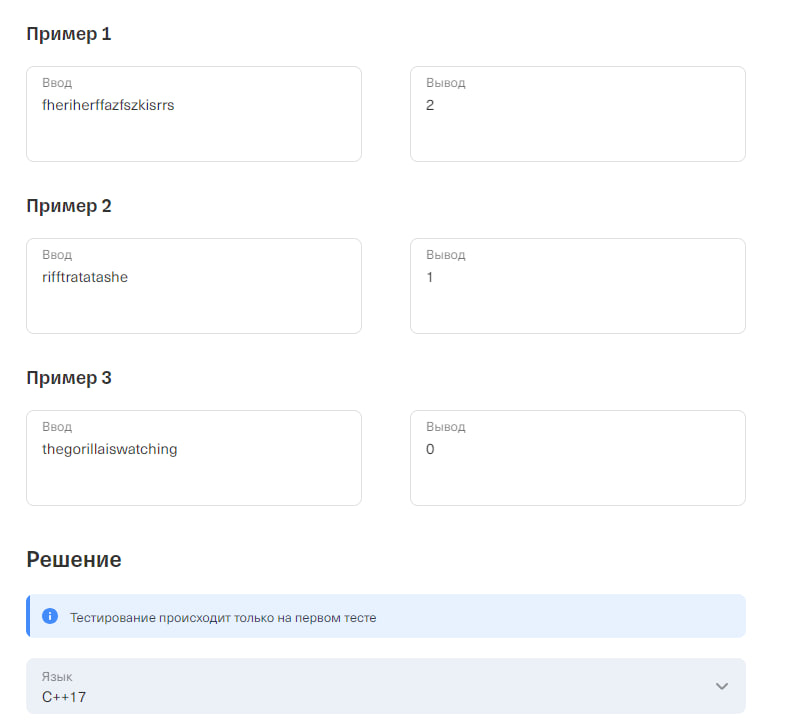 Пример 1
Ввод
fheriherffazfszkisrrs
Вывод
2
Пример 2
Ввод
rifftratatashe
Вывод
1
Пример 3
Ввод
thegorillaiswatching
Вывод
0
Решение
Тестирование происходит только на первом тесте
Язык
C++17